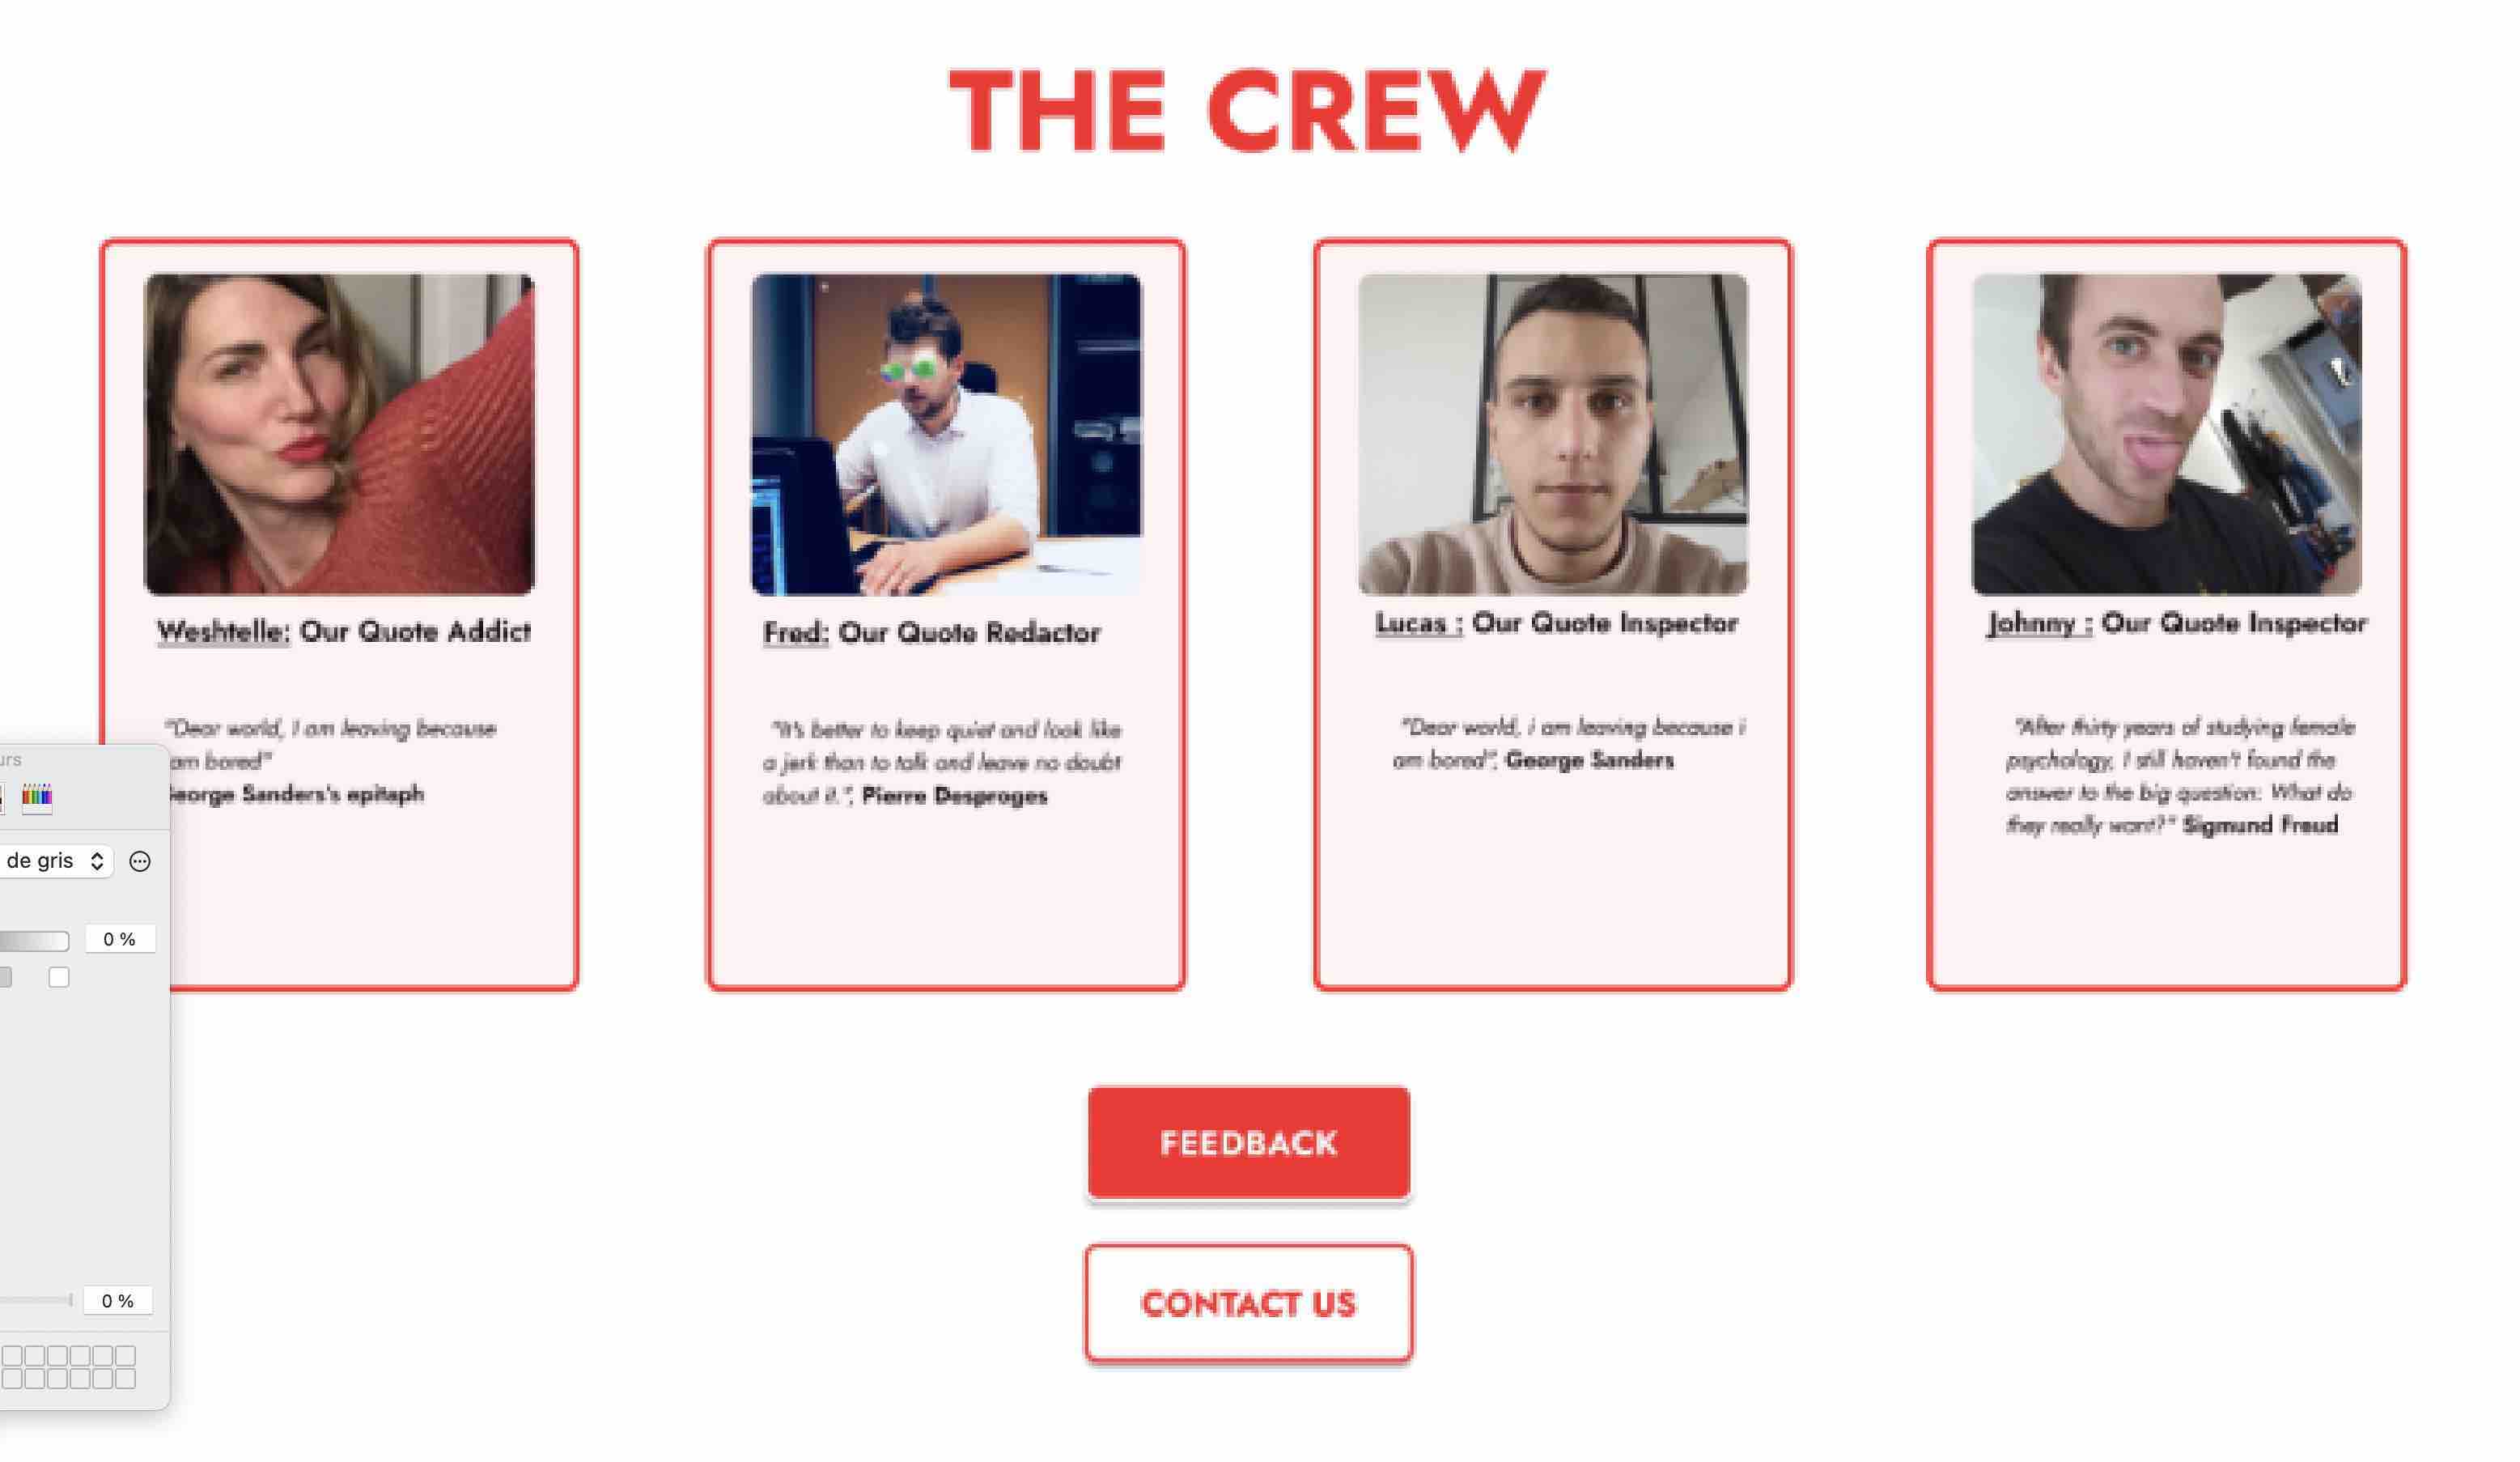 THE CREW
Weshtelle: Our Quote Addict
"Dear world, I am leaving because
am bored"
George Sanders's epitaph
Fred: Our Quote Redactor
"It's better to keep quiet and look like
a jerk than to talk and leave no doubt
about it.", Pierre Desproges
Lucas : Our Quote Inspector
"Dear world, i am leaving because i
am bored", George Sanders
Johnny : Our Quote Inspector
"After thirty years of studying female
psychology, I still haven't found the
answer to the big question: What do
they really want?" Sigmund Freud
urs
de gris
0 %
0 %
FEEDBACK
CONTACT US